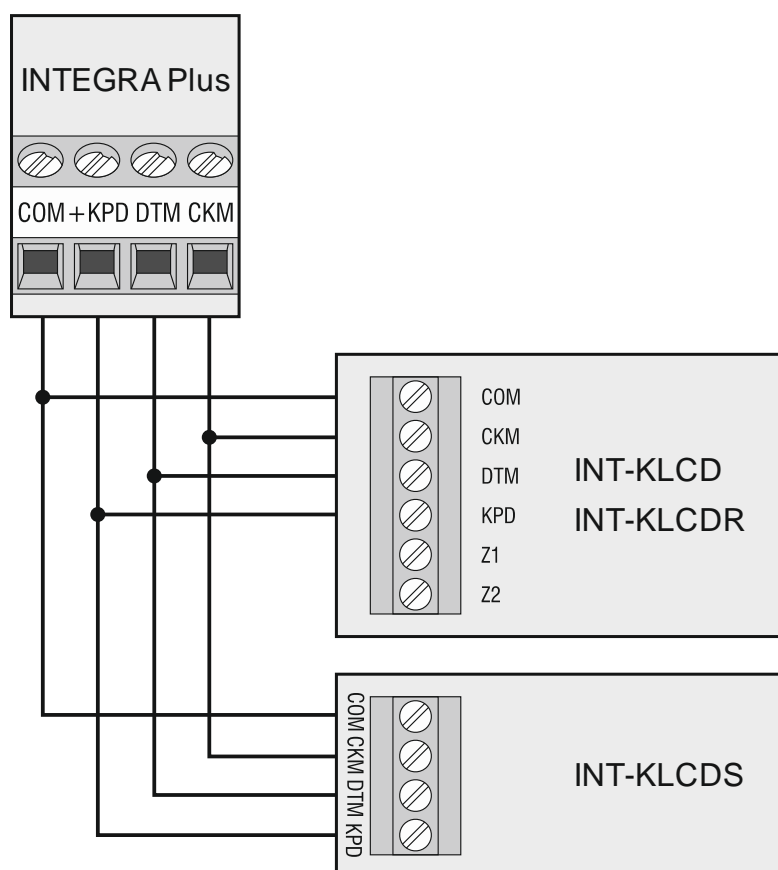 INTEGRA Plus
COM +KPD DTM CKM
COM
CKM
DTM
KPD
Z1
Z2
INT-KLCD
INT-KLCDR
COM CKM DTM KPD
INT-KLCDS